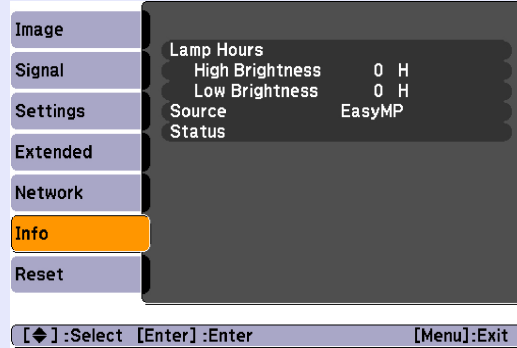 Image
Signal
Settings
Extended
Network
Info
Reset
Lamp Hours
High Brightness 0 H
Low Brightness 0 H
Source EasyMP
Status
[◆] :Select [Enter] :Enter [Menu]:Exit